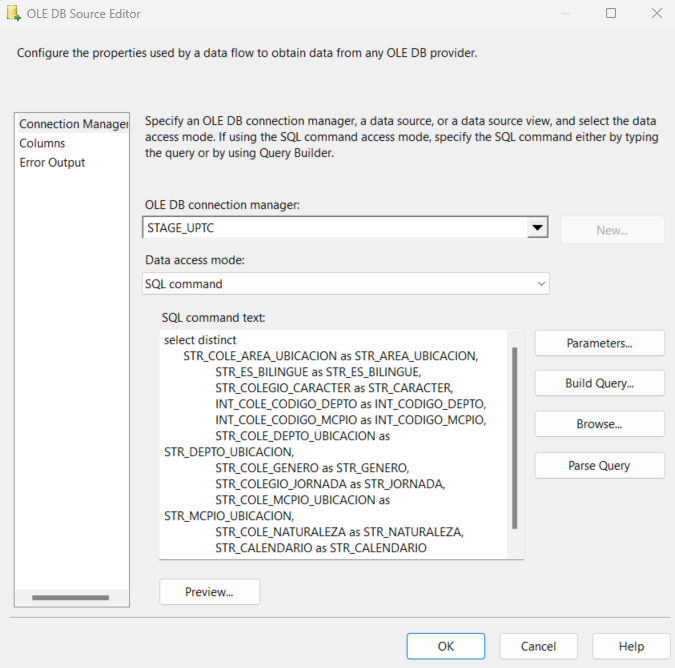 OLE DB Source Editor
Configure the properties used by a data flow to obtain data from any OLE DB provider.
Connection Manager
Columns
Error Output
Specify an OLE DB connection manager, a data source, or a data source view, and select the data
access mode. If using the SQL command access mode, specify the SQL command either by typing
the query or by using Query Builder.
OLE DB connection manager:
STAGE_UPTC
New...
Data access mode:
SQL command
SQL command text:
select distinct
STR_COLE_AREA_UBICACION as STR_AREA_UBICACION,
STR_ES_BILINGUE as STR_ES_BILINGUE,
STR_COLEGIO_CARACTER as STR_CARACTER,
INT_COLE_CODIGO_DEPTO as INT_CODIGO_DEPTO,
INT_COLE_CODIGO_MCPIO as INT_CODIGO_MCPIO,
STR_COLE_DEPTO_UBICACION as
STR_DEPTO_UBICACION,
STR_COLE_GENERO as STR_GENERO,
STR_COLEGIO_JORNADA as STR_JORNADA,
STR_COLE_MCPIO_UBICACION as
STR_MCPIO_UBICACION,
STR_COLE_NATURALEZA as STR_NATURALEZA,
STR_CALENDARIO as STR_CALENDARIO
Parameters...
Build Query...
Browse...
Parse Query
Preview...
OK
Cancel
Help